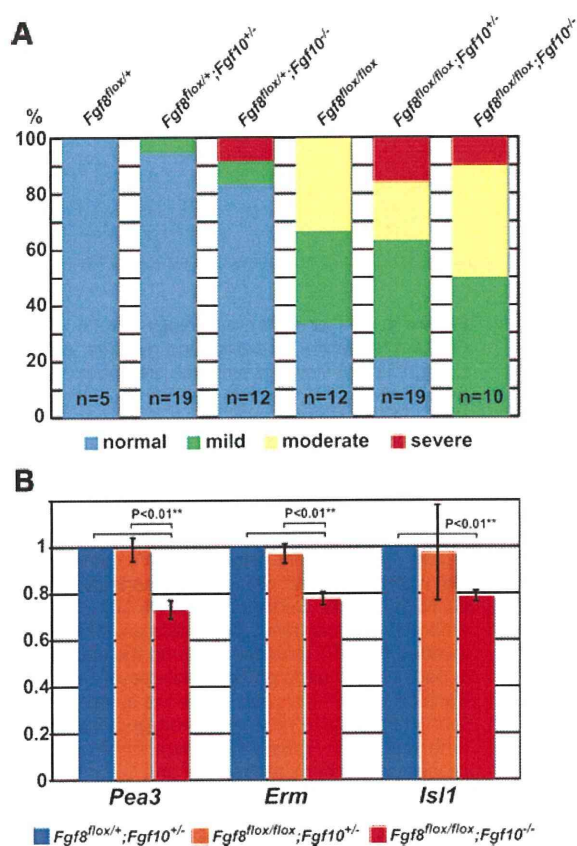 A
Fgf8flox/+
Fgf8flox/+;Fgf10+/-
Fgf8flox/+;Fgf10-/-
Fgf8flox/flox
Fgf8flox/flox;Fgf10+/-
Fgf8flox/flox;Fgf10-/-
%
100
80
60
40
20
0
n=5 n=19 n=12 n=12 n=19 n=10
normal mild moderate severe
B
P<0.01** P<0.01** P<0.01**
1
0.8
0.6
0.4
0.2
0
Pea3 Erm Isl1
Fgf8flox/+;Fgf10+/- Fgf8flox/flox;Fgf10+/- Fgf8flox/flox;Fgf10-/-